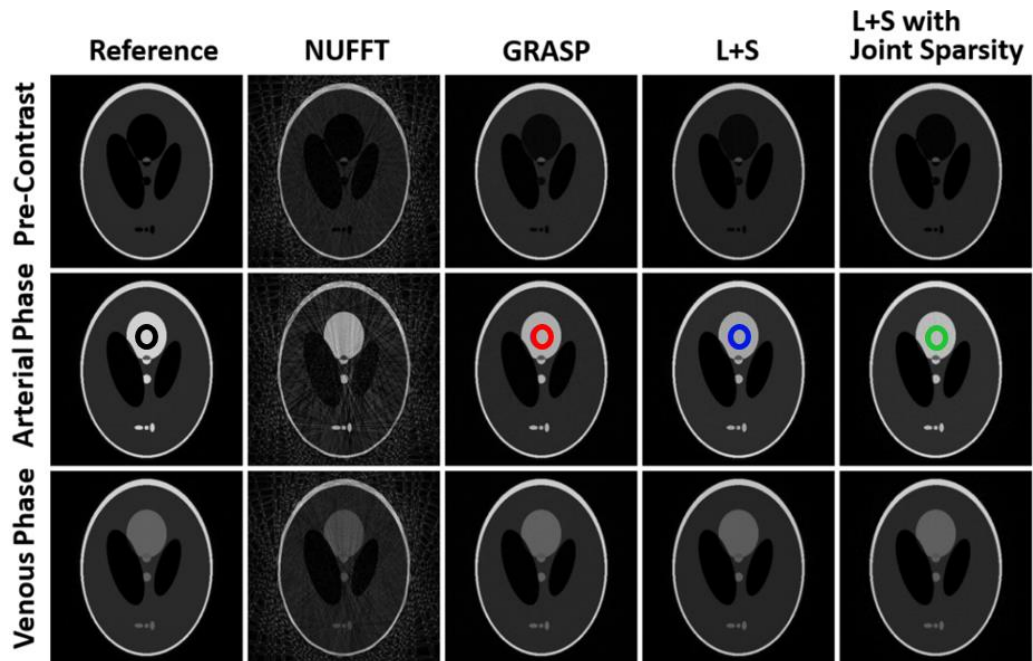 Reference
NUFFT
GRASP
L+S
L+S with
Joint Sparsity
Pre-Contrast
Arterial Phase
Venous Phase